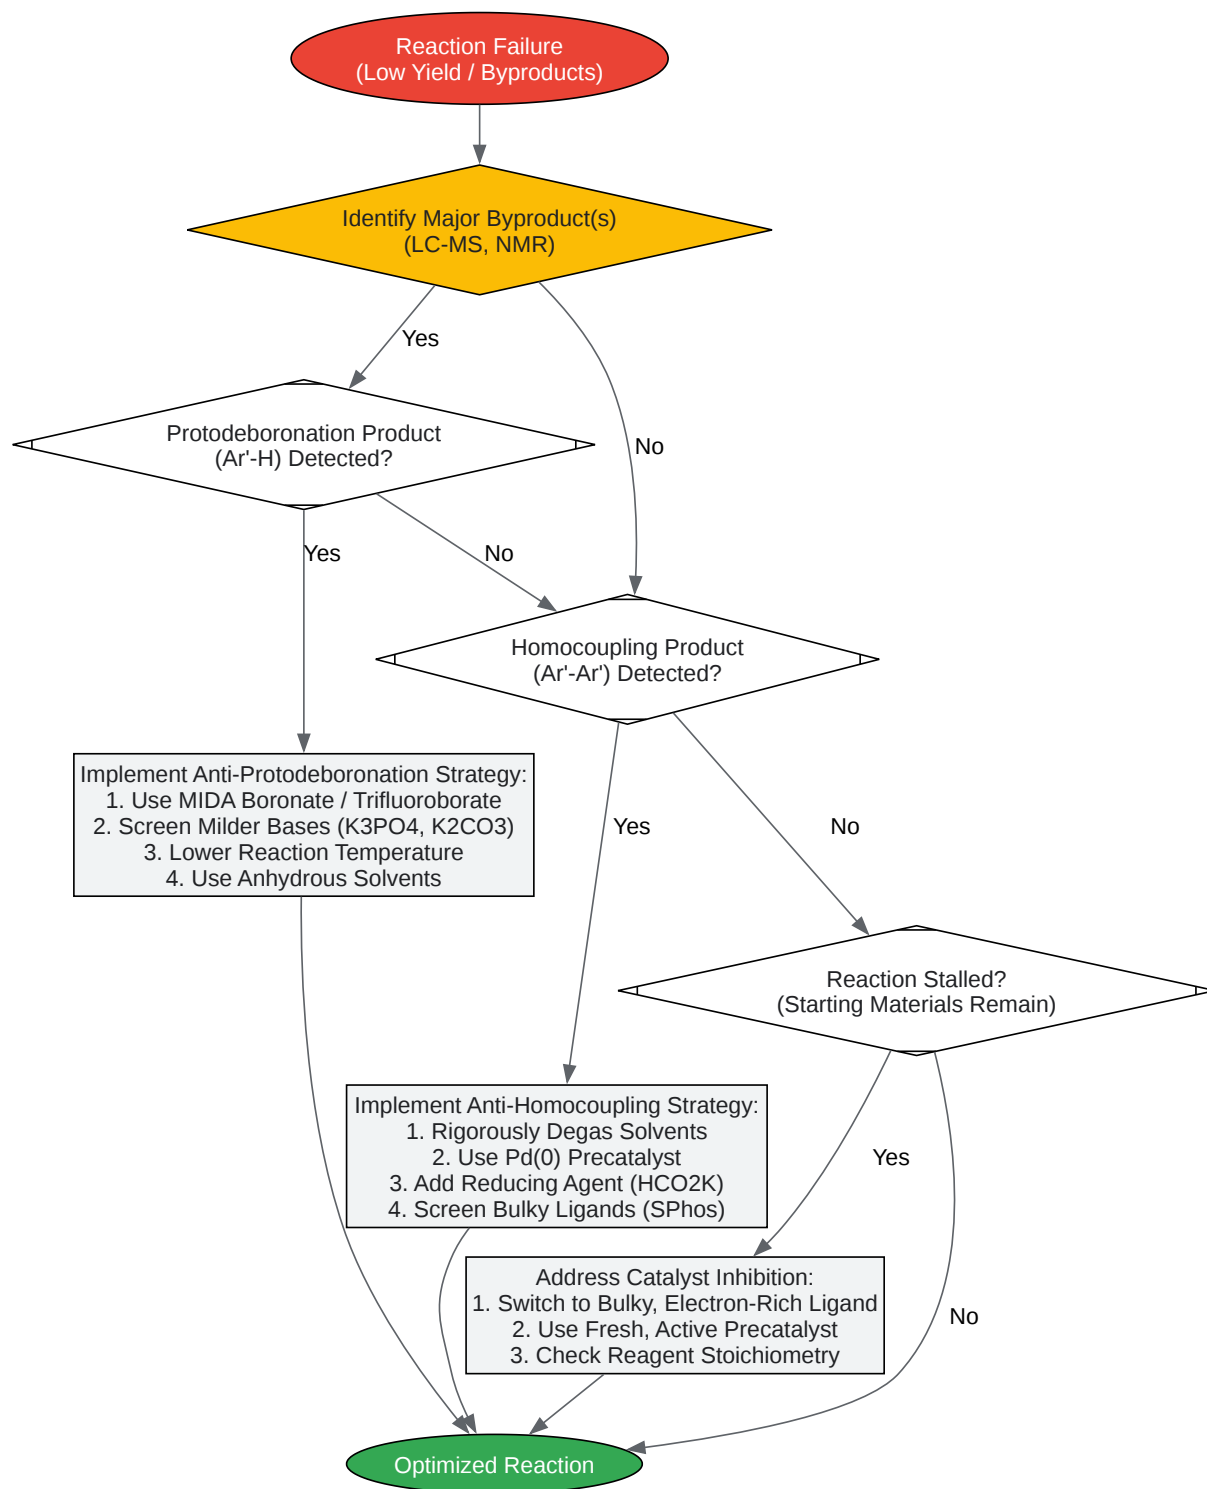 Reaction Failure
(Low Yield / Byproducts)
Identify Major Byproduct(s)
(LC-MS, NMR)
Yes
No
Protodeboronation Product
(Ar'-H) Detected?
Yes
No
Homocoupling Product
(Ar'-Ar') Detected?
Implement Anti-Protodeboronation Strategy:
1. Use MIDA Boronate / Trifluoroborate
2. Screen Milder Bases (K3PO4, K2CO3)
3. Lower Reaction Temperature
4. Use Anhydrous Solvents
Yes
No
Reaction Stalled?
(Starting Materials Remain)
Implement Anti-Homocoupling Strategy:
1. Rigorously Degas Solvents
2. Use Pd(0) Precatalyst
3. Add Reducing Agent (HCO2K)
4. Screen Bulky Ligands (SPhos)
Yes
No
Address Catalyst Inhibition:
1. Switch to Bulky, Electron-Rich Ligand
2. Use Fresh, Active Precatalyst
3. Check Reagent Stoichiometry
Optimized Reaction